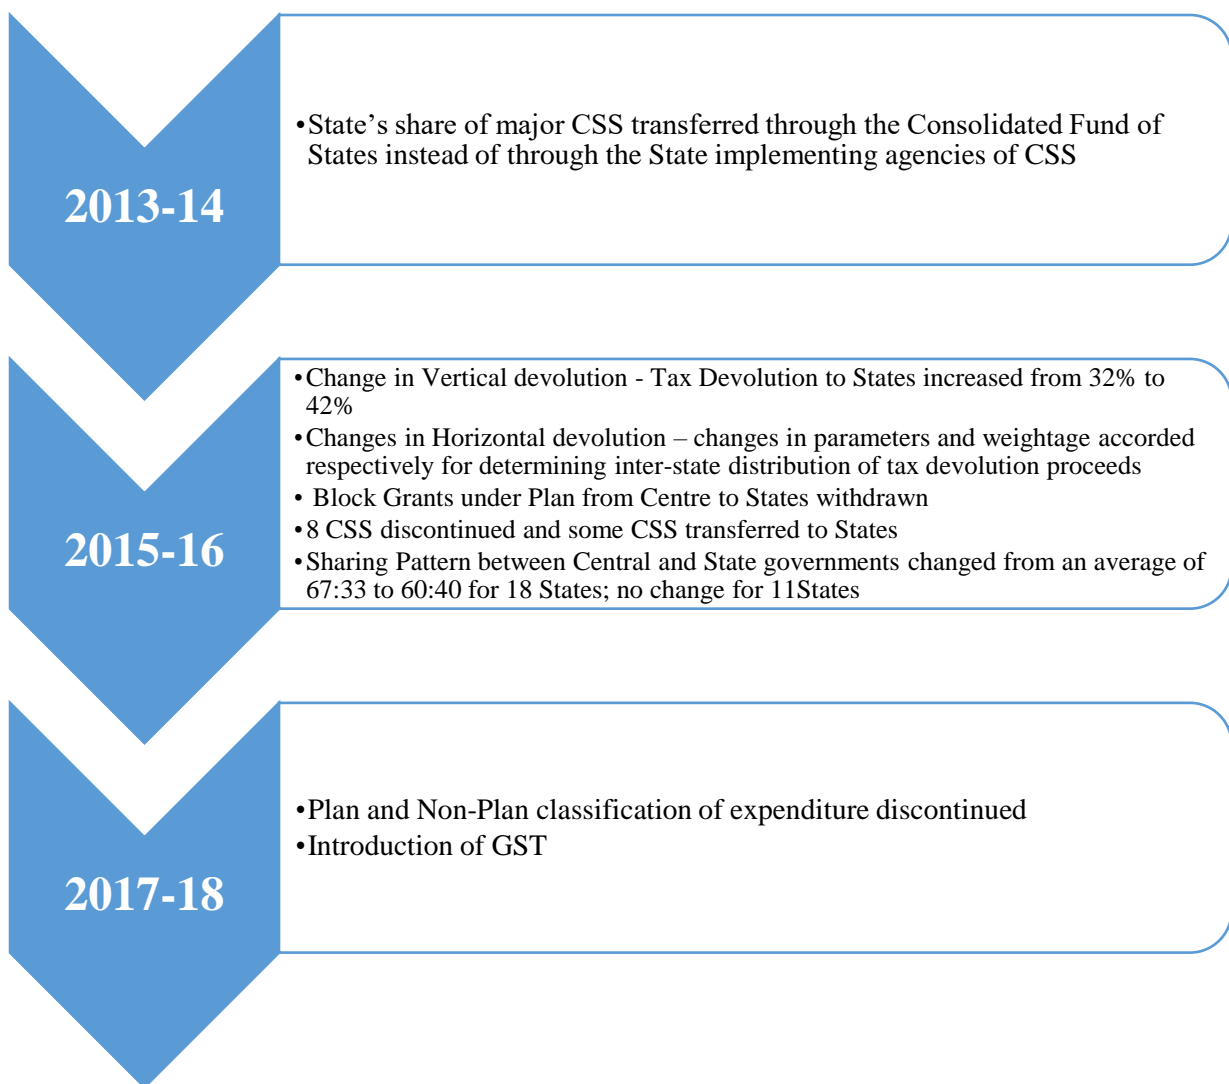 2013-14
•State’s share of major CSS transferred through the Consolidated Fund of
States instead of through the State implementing agencies of CSS
2015-16
•Change in Vertical devolution - Tax Devolution to States increased from 32% to
42%
•Changes in Horizontal devolution – changes in parameters and weightage accorded
respectively for determining inter-state distribution of tax devolution proceeds
• Block Grants under Plan from Centre to States withdrawn
•8 CSS discontinued and some CSS transferred to States
•Sharing Pattern between Central and State governments changed from an average of
67:33 to 60:40 for 18 States; no change for 11States
2017-18
•Plan and Non-Plan classification of expenditure discontinued
•Introduction of GST